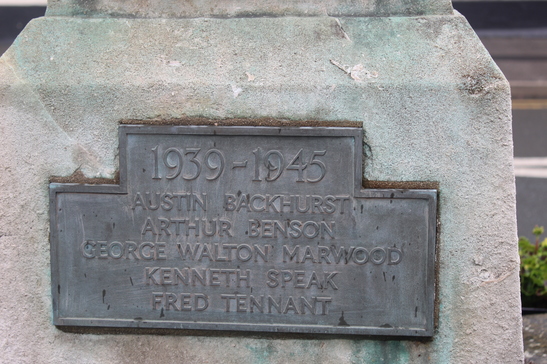 1939-1945
AUSTIN BACKHURST
ARTHUR BENSON
GEORGE WALTON MARWOOD
KENNETH SPEAK
FRED TENNANT